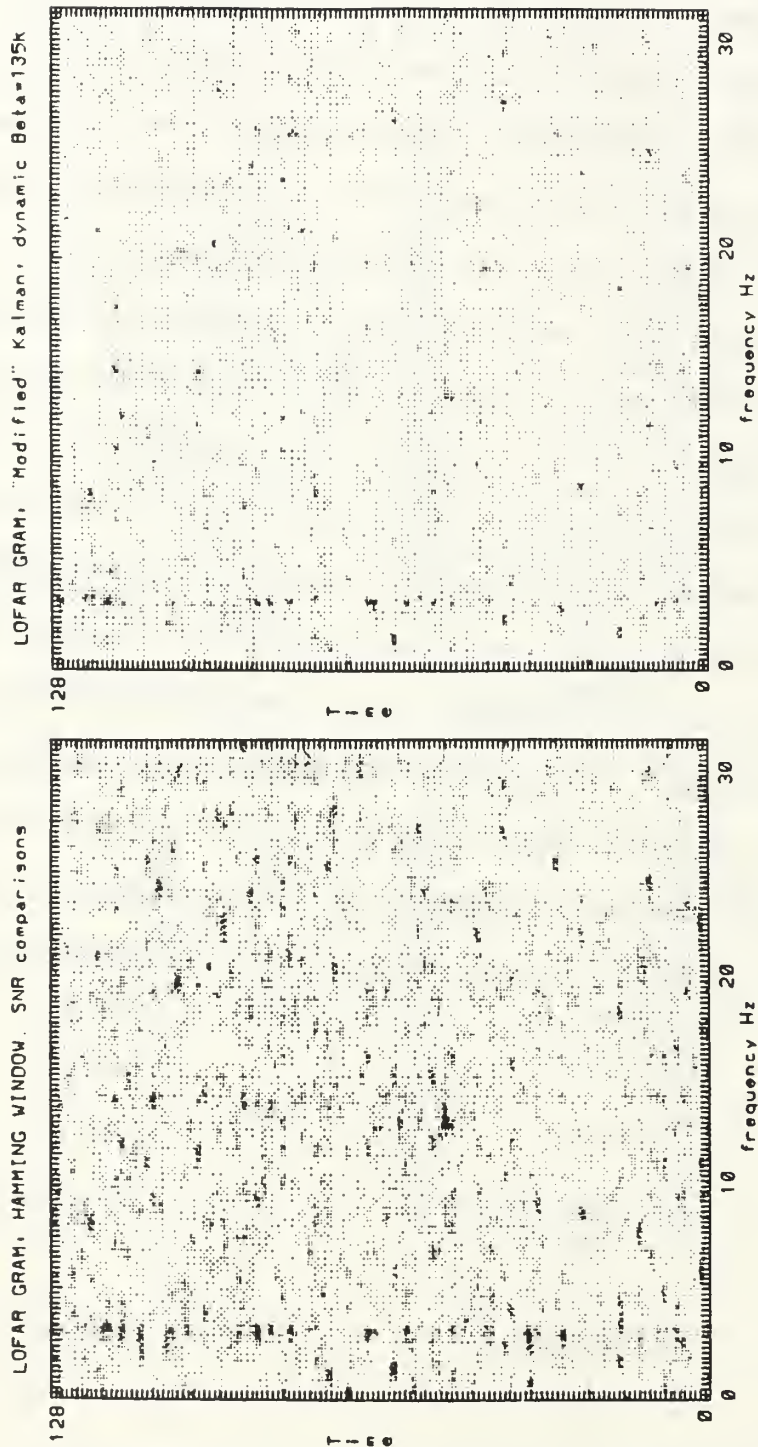 LOFAR GRAM, HAMMING WINDOW. SNR comparisons
128
Time
0
0 10 20 30
frequency Hz
LOFAR GRAM, "Modified" Kalman, dynamic Beta=135k
128
Time
0
0 10 20 30
frequency Hz